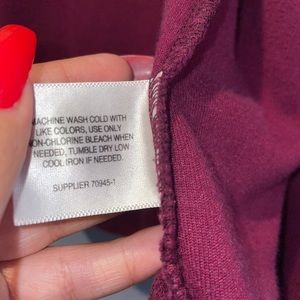 MACHINE WASH COLD WITH
LIKE COLORS, USE ONLY
NON-CHLORINE BLEACH WHEN
NEEDED, TUMBLE DRY LOW
COOL IRON IF NEEDED.
SUPPLIER 70945-1